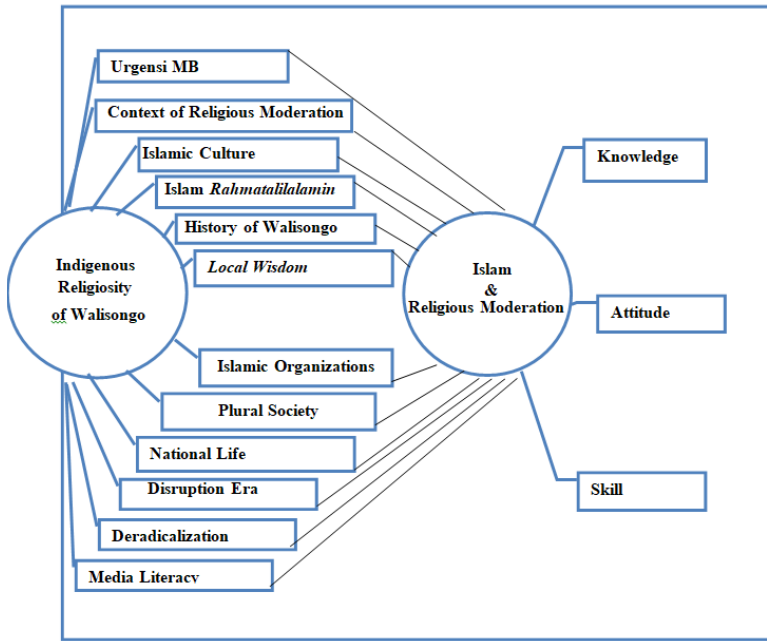 Urgensi MB
Context of Religious Moderation
Islamic Culture
Islam Rahmatalilalamin
History of Walisongo
Local Wisdom
Indigenous
Religiosity
of Walisongo
Islamic Organizations
Plural Society
National Life
Disruption Era
Deradicalization
Media Literacy
Islam
&
Religious Moderation
Knowledge
Attitude
Skill